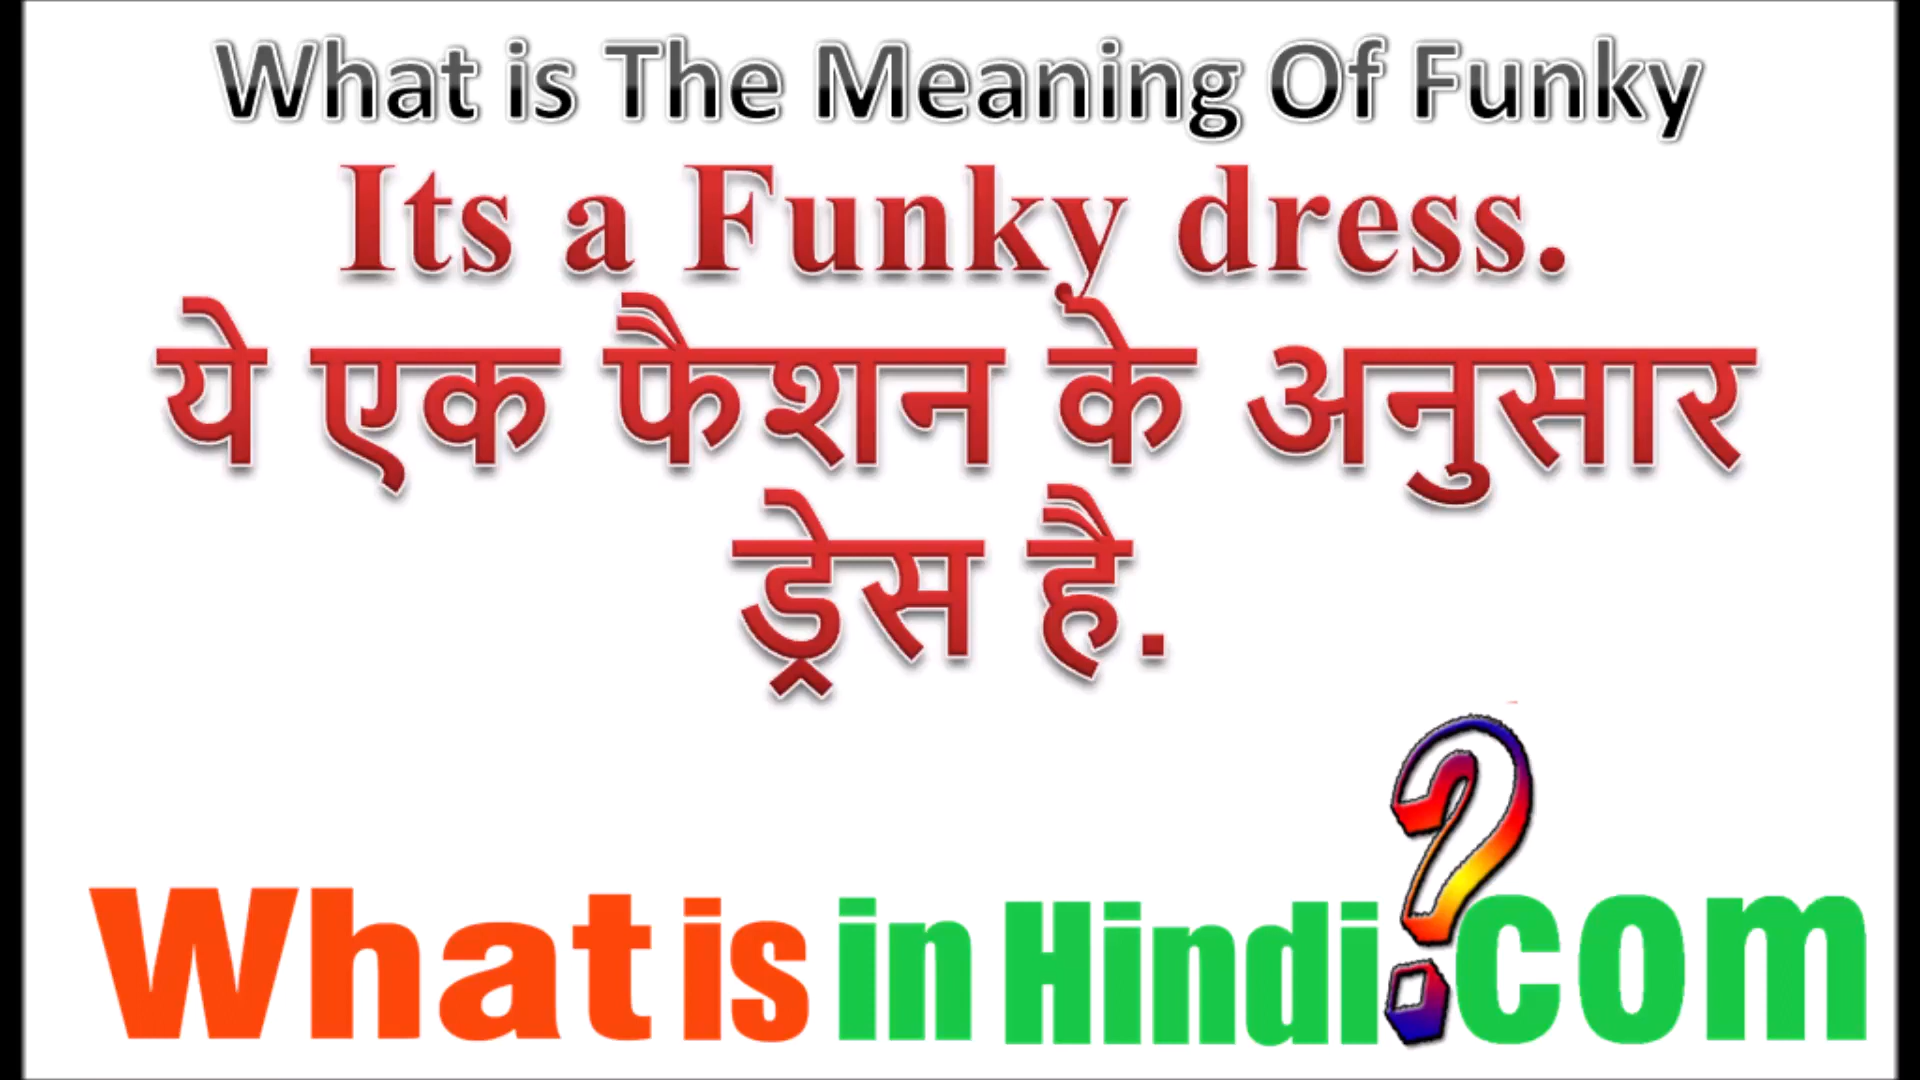 What is The Meaning Of Funky
Its a Funky dress.
ये एक फैशन के अनुसार
ड्रेस है.
What is in Hindi?com